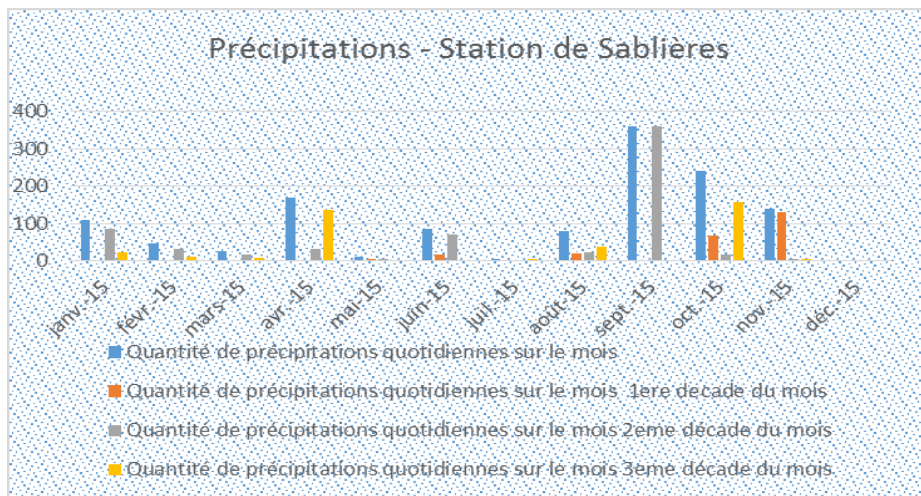 Précipitations - Station de Sablières
400
300
200
100
0
janv.-15
févr.-15
mars-15
avr.-15
mai-15
juin-15
juil.-15
août-15
sept.-15
oct.-15
nov.-15
déc.-15
Quantité de précipitations quotidiennes sur le mois
Quantité de précipitations quotidiennes sur le mois 1ere decade du mois
Quantité de précipitations quotidiennes sur le mois 2eme décade du mois
Quantité de précipitations quotidiennes sur le mois 3eme décade du mois